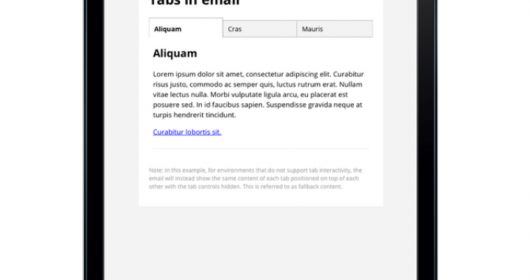 Tabs in email
Aliquam
Cras
Mauris
Aliquam
Lorem ipsum dolor sit amet, consectetur adipiscing elit. Curabitur
risus justo, commodo ac semper quis, luctus rutrum erat. Nullam
vitae lectus nulla. Morbi vulputate ligula arcu, eu placerat est
posuere sed. In id faucibus sapien. Suspendisse gravida neque at
turpis hendrerit tincidunt.
Curabitur lobortis sit.
Note: in this example, for environments that do not support tab interactivity, the
email will instead show the same content of each tab positioned on top of each
other with the tab controls hidden. This is referred to as fallback content.